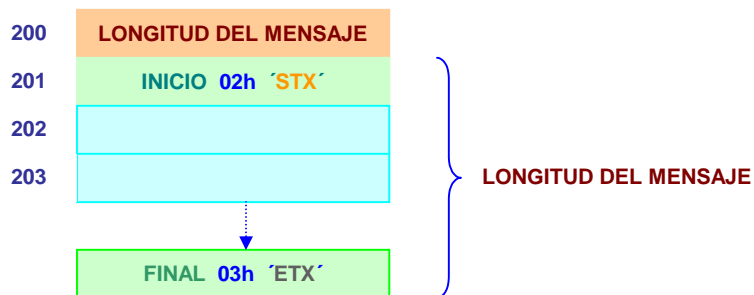 200 LONGITUD DEL MENSAJE
201 INICIO 02h ´STX´
202
203
LONGITUD DEL MENSAJE
FINAL 03h ´ETX´